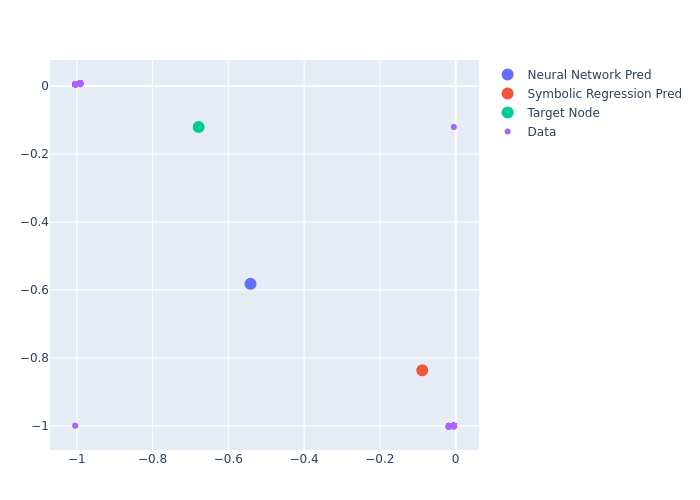 0
−0.2
−0.4
−0.6
−0.8
−1
−1 −0.8 −0.6 −0.4 −0.2 0
Neural Network Pred
Symbolic Regression Pred
Target Node
Data